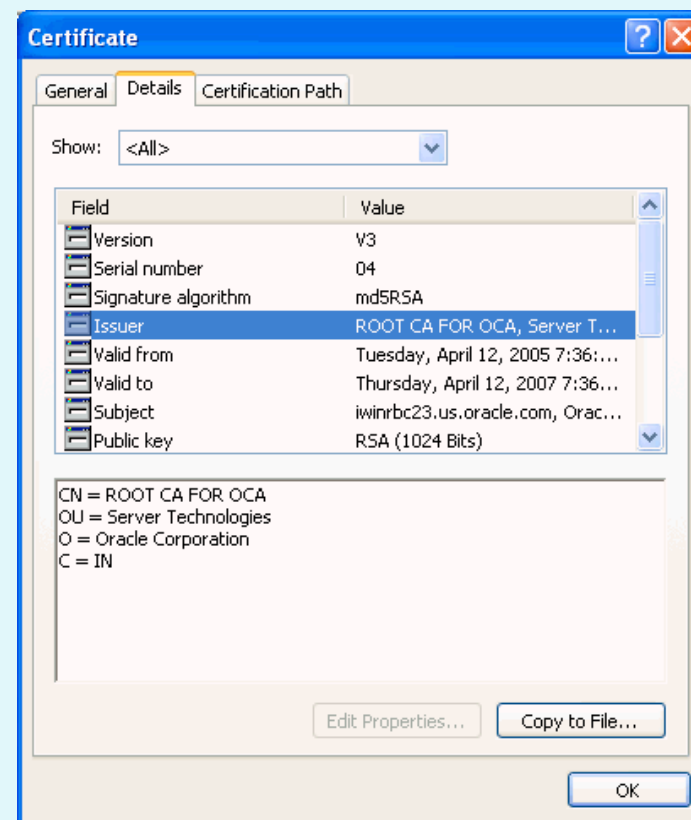 Certificate
General Details Certification Path
Show: <All>
Field Value
Version V3
Serial number 04
Signature algorithm md5RSA
Issuer ROOT CA FOR OCA, Server T...
Valid from Tuesday, April 12, 2005 7:36:...
Valid to Thursday, April 12, 2007 7:36...
Subject iwinrbc23.us.oracle.com, Orac...
Public key RSA (1024 Bits)
CN = ROOT CA FOR OCA
OU = Server Technologies
O = Oracle Corporation
C = IN
Edit Properties... Copy to File...
OK